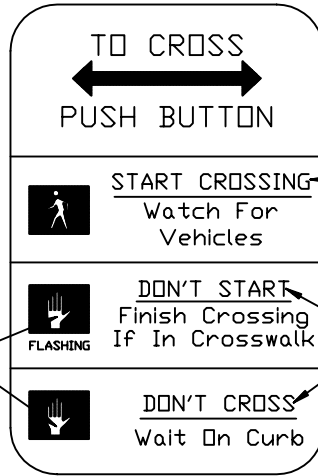 TO CROSS
PUSH BUTTON
START CROSSING
Watch For
Vehicles
DON'T START
Finish Crossing
If In Crosswalk
FLASHING
DON'T CROSS
Wait On Curb